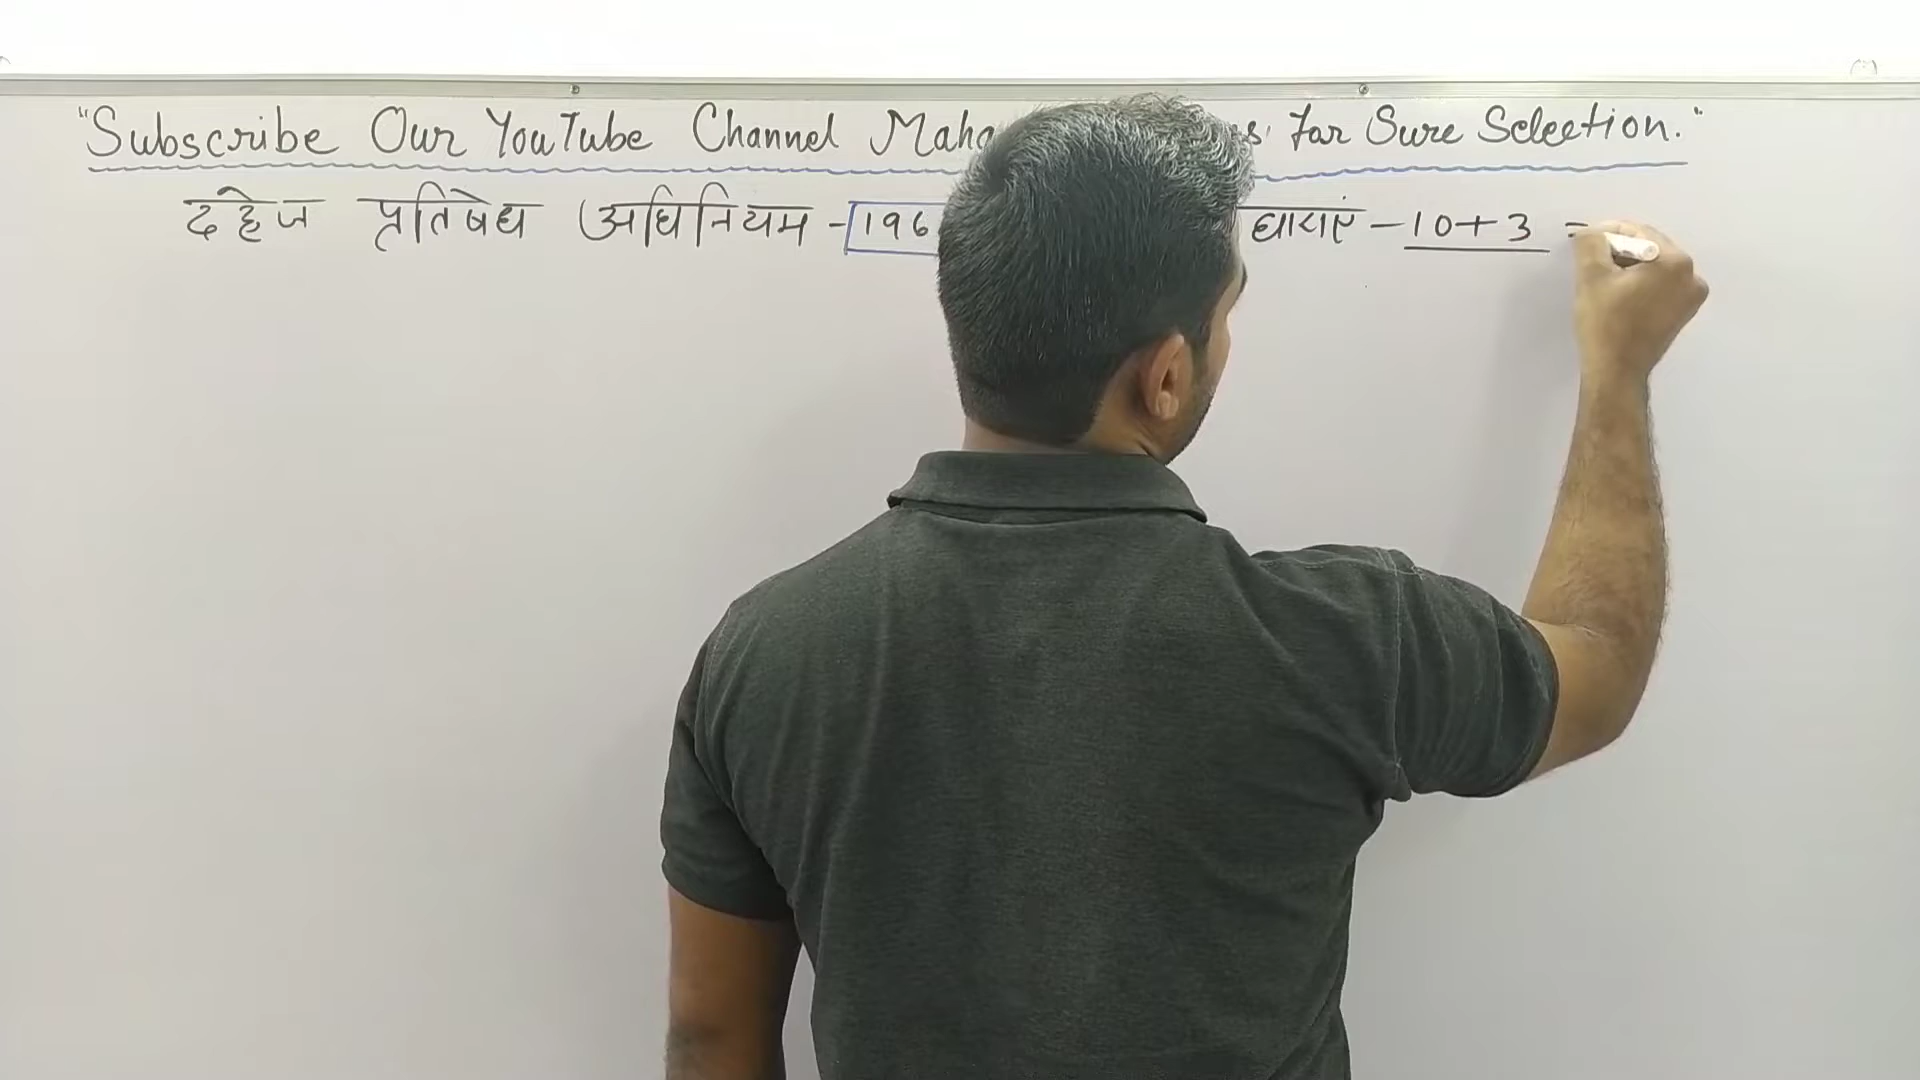 "Subscribe Our YouTube Channel Maha For Sure Selection."
दहेज प्रतिषेध अधिनियम - 196 धाराएं - 10+3 =